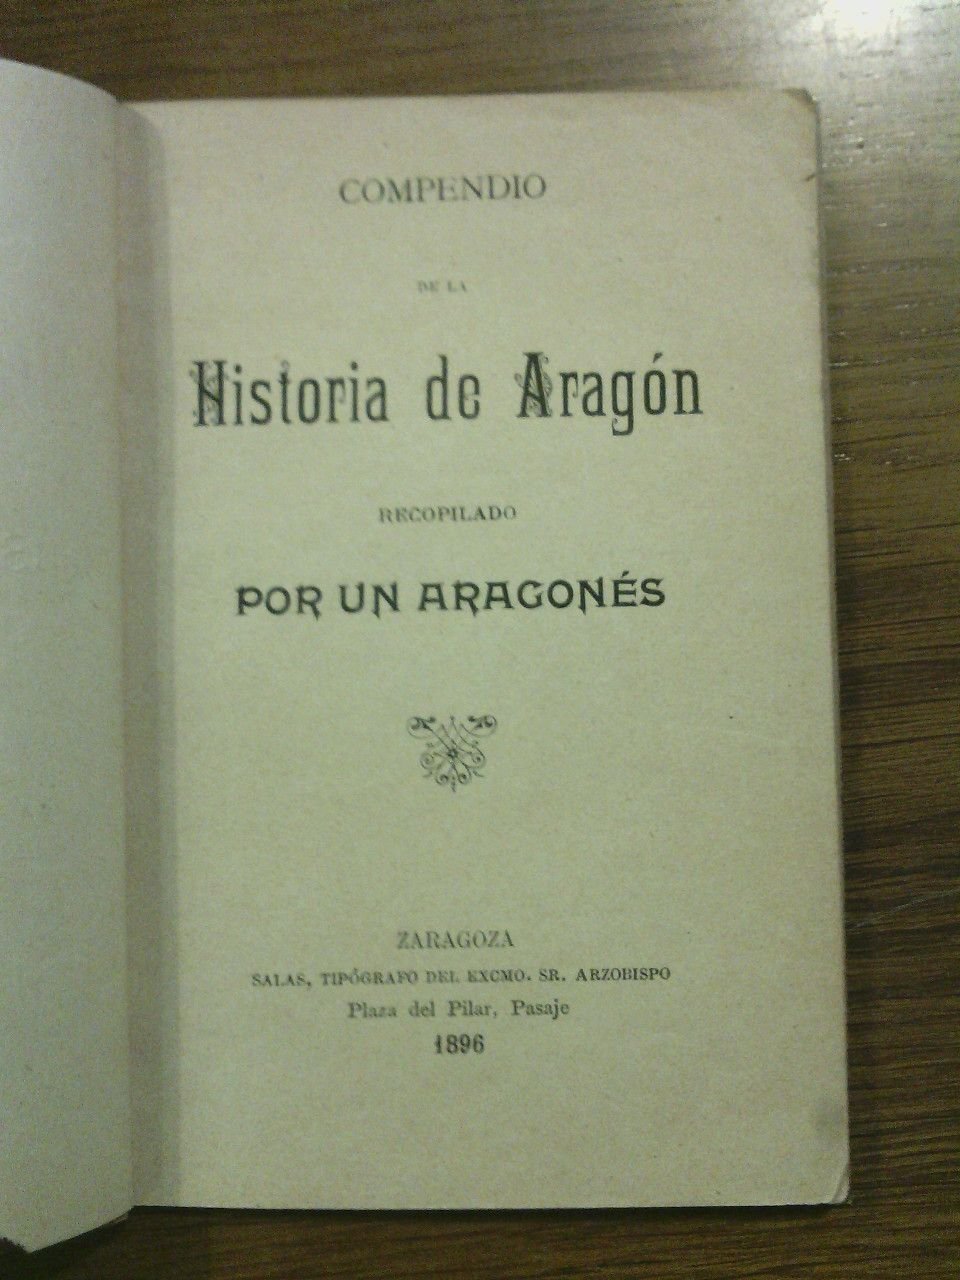 COMPENDIO
DE LA
Historia de Aragón
RECOPILADO
POR UN ARAGONÉS
ZARAGOZA
SALAS, TIPÓGRAFO DEL EXCMO. SR. ARZOBISPO
Plaza del Pilar, Pasaje
1896